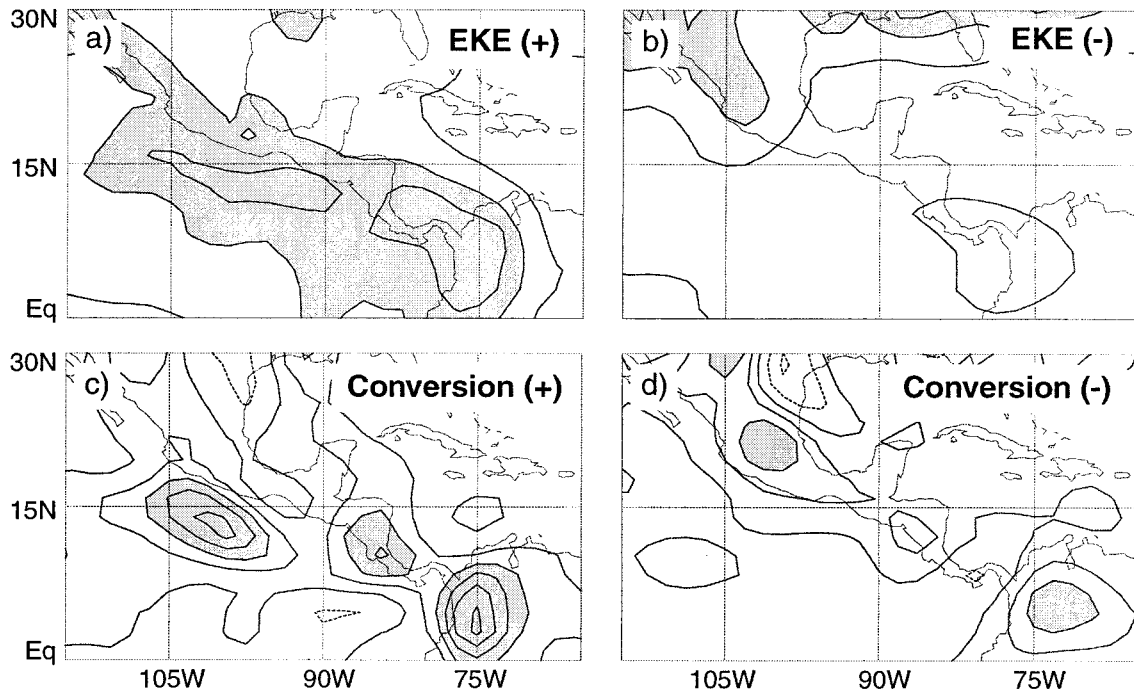 30N
a) EKE (+)
b) EKE (-)
15N
Eq
30N
c) Conversion (+)
d) Conversion (-)
15N
Eq
105W 90W 75W
105W 90W 75W